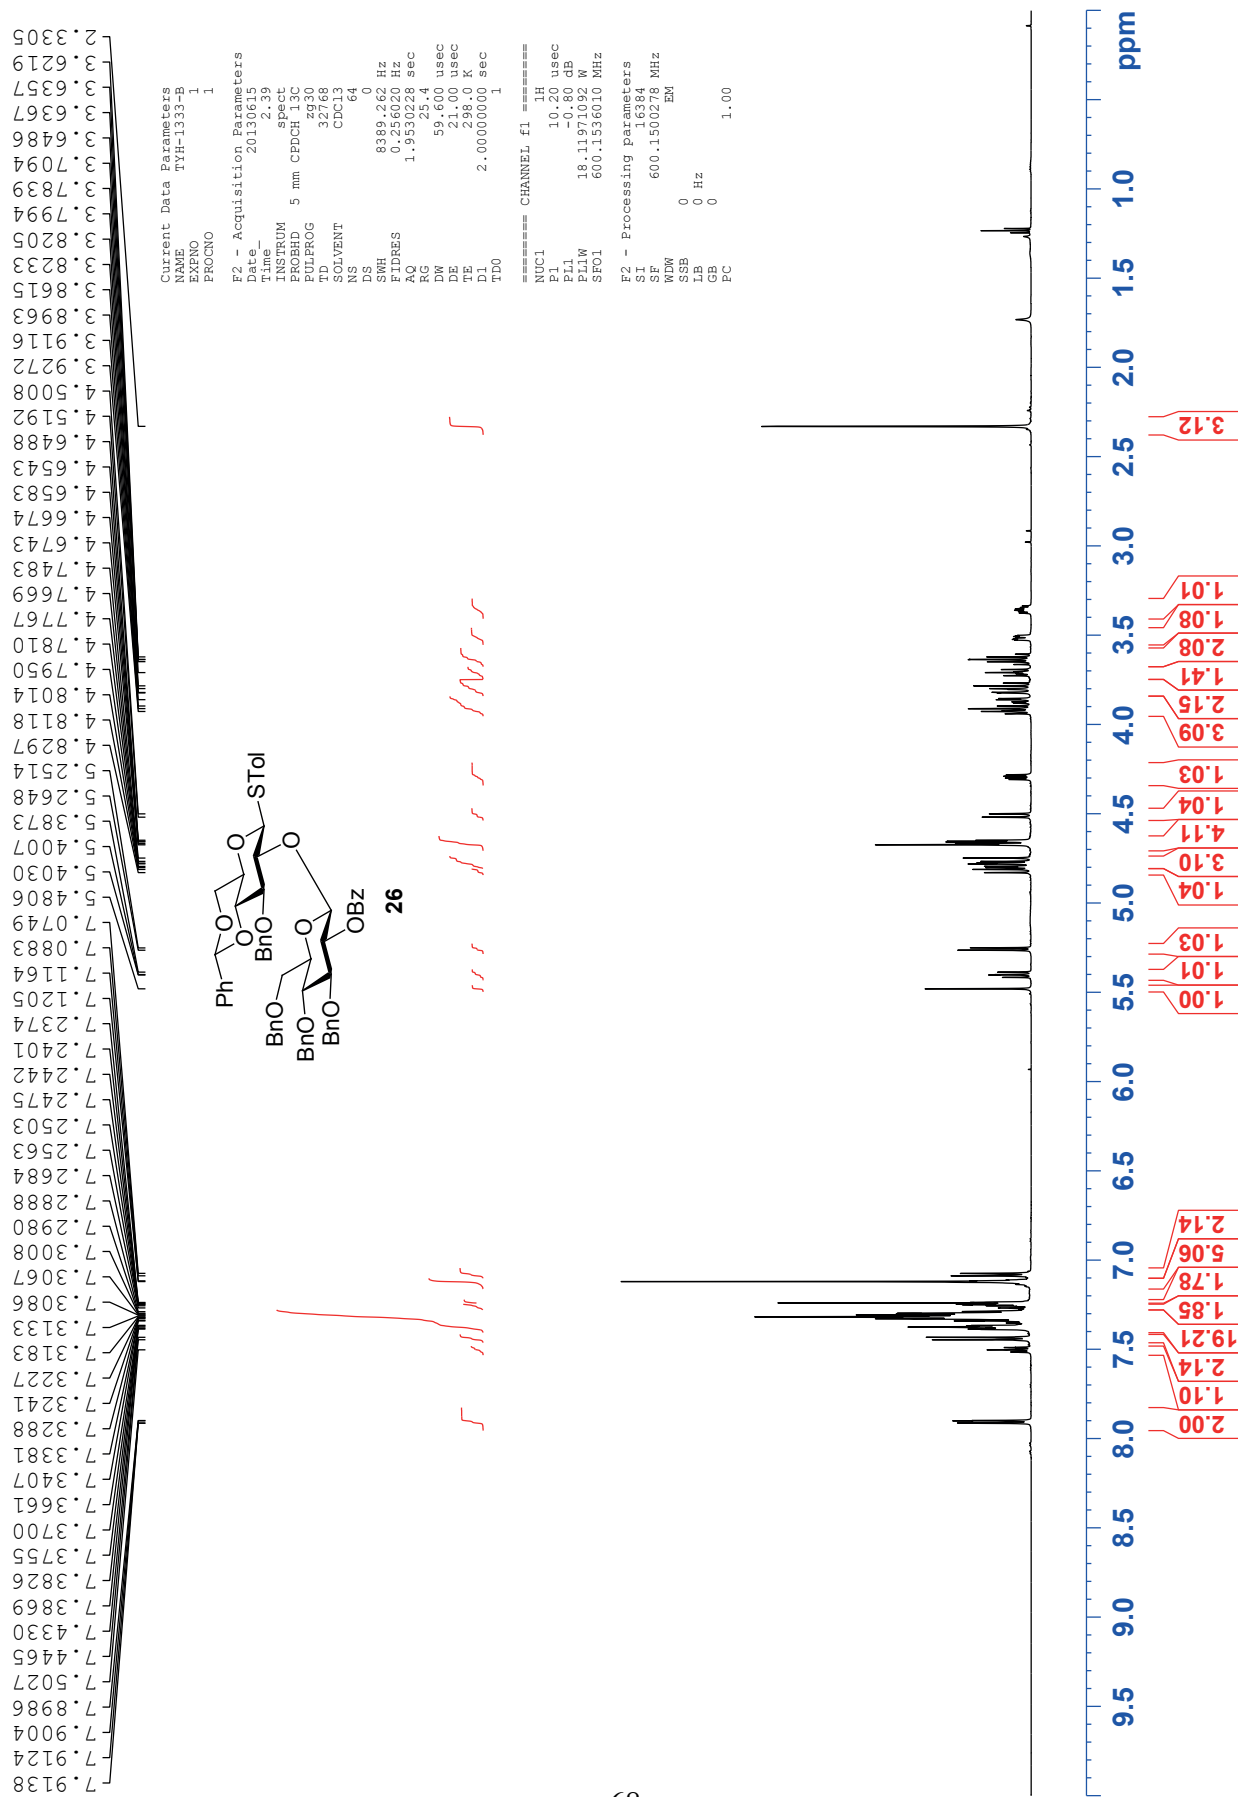 7.9138
7.9124
7.9004
7.8986
7.5027
7.4465
7.4330
7.3869
7.3826
7.3755
7.3700
7.3661
7.3407
7.3381
7.3288
7.3241
7.3227
7.3183
7.3133
7.3086
7.3067
7.3008
7.2980
7.2888
7.2684
7.2563
7.2503
7.2475
7.2442
7.2401
7.2374
7.1205
7.1164
7.0883
7.0749
5.4806
5.4030
5.4007
5.3873
5.2648
5.2514
4.8297
4.8118
4.8014
4.7950
4.7810
4.7767
4.7669
4.7483
4.6743
4.6674
4.6583
4.6543
4.6488
4.5192
4.5008
3.9272
3.9116
3.8963
3.8615
3.8233
3.8205
3.7994
3.7839
3.7094
3.6486
3.6367
3.6357
3.6219
2.3305
Current Data Parameters
NAME TYH-1333-B
EXPNO 1
PROCNO 1
F2 - Acquisition Parameters
Date_ 20130615
Time 2.39
INSTRUM spect
PROBHD 5 mm CPDCH 13C
PULPROG zg30
TD 32768
SOLVENT CDCl3
NS 64
DS 0
SWH 8389.262 Hz
FIDRES 0.256020 Hz
AQ 1.9530228 sec
RG 25.4
DW 59.600 usec
DE 21.00 usec
TE 298.0 K
D1 2.00000000 sec
TD0 1
======== CHANNEL f1 ========
NUC1 1H
P1 10.20 usec
PL1 -0.80 dB
PL1W 18.11971092 W
SFO1 600.1536010 MHz
F2 - Processing parameters
SI 16384
SF 600.1500278 MHz
WDW EM
SSB 0
LB 0 Hz
GB 0
PC 1.00
Ph
O
O
BnO
O
STol
O
BnO
BnO
BnO
O
OBz
26
9.5 9.0 8.5 8.0 7.5 7.0 6.5 6.0 5.5 5.0 4.5 4.0 3.5 3.0 2.5 2.0 1.5 1.0 ppm
2.00
1.10
2.14
19.21
1.85
1.78
5.06
2.14
1.00
1.01
1.03
1.04
3.10
4.11
1.04
1.03
3.09
2.15
1.41
2.08
1.08
1.01
3.12